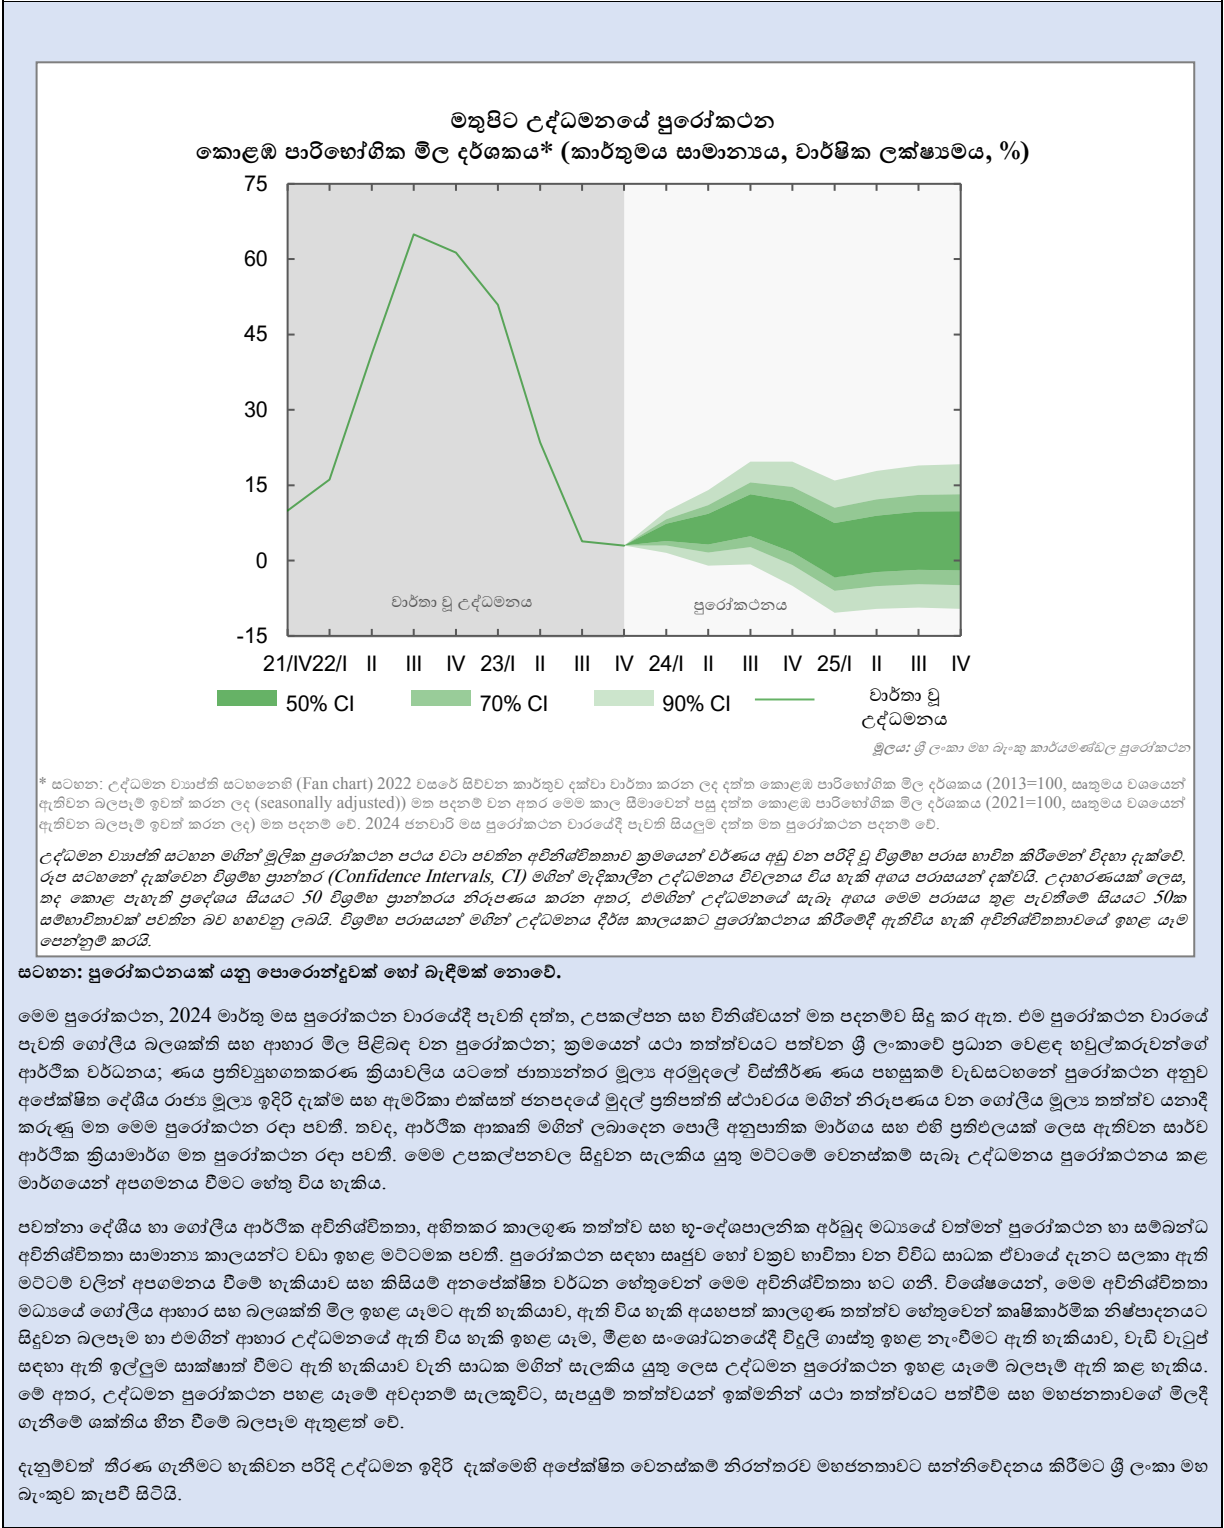 මතුපිට උද්ධමනයේ පුරෝකථන
කොළඹ පාරිභෝගික මිල දර්ශකය* (කාර්තුමය සාමාන්‍යය, වාර්ෂික ලක්ෂ්‍යමය, %)
75
60
45
30
15
0
-15
වාර්තා වූ උද්ධමනය
පුරෝකථනය
21/IV 22/I II III IV 23/I II III IV 24/I II III IV 25/I II III IV
50% CI 70% CI 90% CI වාර්තා වූ
උද්ධමනය
මූලය: ශ්‍රී ලංකා මහ බැංකු කාර්යමණ්ඩල පුරෝකථන
* සටහන: උද්ධමන ව්‍යාප්ති සටහනෙහි (Fan chart) 2022 වසරේ සිව්වන කාර්තුව දක්වා වාර්තා කරන ලද දත්ත කොළඹ පාරිභෝගික මිල දර්ශකය (2013=100, සෘතුමය වශයෙන්
ඇතිවන බලපෑම් ඉවත් කරන ලද (seasonally adjusted)) මත පදනම් වන අතර මෙම කාල සීමාවෙන් පසු දත්ත කොළඹ පාරිභෝගික මිල දර්ශකය (2021=100, සෘතුමය වශයෙන්
ඇතිවන බලපෑම් ඉවත් කරන ලද) මත පදනම් වේ. 2024 ජනවාරි මස පුරෝකථන වාරයේදී පැවති සියලුම දත්ත මත පුරෝකථන පදනම් වේ.
උද්ධමන ව්‍යාප්ති සටහන මගින් මූලික පුරෝකථන පථය වටා පවතින අවිනිශ්චිතතාව ක්‍රමයෙන් වර්ණය අඩු වන පරිදි වූ විශ්‍රම්භ පරාස භාවිත කිරීමෙන් විදහා දැක්වේ.
රූප සටහනේ දැක්වෙන විශ්‍රම්භ ප්‍රාන්තර (Confidence Intervals, CI) මගින් මැදිකාලීන උද්ධමනය විචලනය විය හැකි අගය පරාසයන් දක්වයි. උදාහරණයක් ලෙස,
තද කොළ පැහැති ප්‍රදේශය සියයට 50 විශ්‍රම්භ ප්‍රාන්තරය නිරූපණය කරන අතර, එමගින් උද්ධමනයේ සැබෑ අගය මෙම පරාසය තුළ පැවතීමේ සියයට 50ක
සම්භාවිතාවක් පවතින බව හඟවනු ලබයි. විශ්‍රම්භ පරාසයන් මගින් උද්ධමනය දීර්ඝ කාලයකට පුරෝකථනය කිරීමේදී ඇතිවිය හැකි අවිනිශ්චිතතාවයේ ඉහළ යෑම
පෙන්නුම් කරයි.
සටහන: පුරෝකථනයක් යනු පොරොන්දුවක් හෝ බැඳීමක් නොවේ.
මෙම පුරෝකථන, 2024 මාර්තු මස පුරෝකථන වාරයේදී පැවති දත්ත, උපකල්පන සහ විනිශ්චයන් මත පදනම්ව සිදු කර ඇත. එම පුරෝකථන වාරයේ
පැවති ගෝලීය බලශක්ති සහ ආහාර මිල පිළිබඳ වන පුරෝකථන; ක්‍රමයෙන් යථා තත්ත්වයට පත්වන ශ්‍රී ලංකාවේ ප්‍රධාන වෙළඳ හවුල්කරුවන්ගේ
ආර්ථික වර්ධනය; ණය ප්‍රතිව්‍යුහගතකරණ ක්‍රියාවලිය යටතේ ජාත්‍යන්තර මූල්‍ය අරමුදලේ විස්තීර්ණ ණය පහසුකම් වැඩසටහනේ පුරෝකථන අනුව
අපේක්ෂිත දේශීය රාජ්‍ය මූල්‍ය ඉදිරි දැක්ම සහ ඇමරිකා එක්සත් ජනපදයේ මුදල් ප්‍රතිපත්ති ස්ථාවරය මගින් නිරූපණය වන ගෝලීය මූල්‍ය තත්ත්ව යනාදී
කරුණු මත මෙම පුරෝකථන රඳා පවතී. තවද, ආර්ථික ආකෘති මගින් ලබාදෙන පොලී අනුපාතික මාර්ගය සහ එහි ප්‍රතිඵලයක් ලෙස ඇතිවන සාර්ව
ආර්ථික ක්‍රියාමාර්ග මත පුරෝකථන රඳා පවතී. මෙම උපකල්පනවල සිදුවන සැලකිය යුතු මට්ටමේ වෙනස්කම් සැබෑ උද්ධමනය පුරෝකථනය කළ
මාර්ගයෙන් අපගමනය වීමට හේතු විය හැකිය.
පවත්නා දේශීය හා ගෝලීය ආර්ථික අවිනිශ්චිතතා, අහිතකර කාලගුණ තත්ත්ව සහ භූ-දේශපාලනික අර්බුද මධ්‍යයේ වත්මන් පුරෝකථන හා සම්බන්ධ
අවිනිශ්චිතතා සාමාන්‍ය කාලයන්ට වඩා ඉහළ මට්ටමක පවතී. පුරෝකථන සඳහා සෘජුව හෝ වක්‍රව භාවිතා වන විවිධ සාධක ඒවායේ දැනට සලකා ඇති
මට්ටම් වලින් අපගමනය වීමේ හැකියාව සහ කිසියම් අනපේක්ෂිත වර්ධන හේතුවෙන් මෙම අවිනිශ්චිතතා හට ගනී. විශේෂයෙන්, මෙම අවිනිශ්චිතතා
මධ්‍යයේ ගෝලීය ආහාර සහ බලශක්ති මිල ඉහළ යෑමට ඇති හැකියාව, ඇති විය හැකි අයහපත් කාලගුණ තත්ත්ව හේතුවෙන් කෘෂිකාර්මික නිෂ්පාදනයට
සිදුවන බලපෑම හා එමගින් ආහාර උද්ධමනයේ ඇති විය හැකි ඉහළ යෑම, මීළඟ සංශෝධනයේදී විදුලි ගාස්තු ඉහළ නැංවීමට ඇති හැකියාව, වැඩි වැටුප්
සඳහා ඇති ඉල්ලුම සාක්ෂාත් වීමට ඇති හැකියාව වැනි සාධක මගින් සැලකිය යුතු ලෙස උද්ධමන පුරෝකථන ඉහළ යෑමේ බලපෑම් ඇති කළ හැකිය.
මේ අතර, උද්ධමන පුරෝකථන පහළ යෑමේ අවදානම් සැලකූවිට, සැපයුම් තත්ත්වයන් ඉක්මනින් යථා තත්ත්වයට පත්වීම සහ මහජනතාවගේ මිලදී
ගැනීමේ ශක්තිය හීන වීමේ බලපෑම ඇතුළත් වේ.
දැනුම්වත් තීරණ ගැනීමට හැකිවන පරිදි උද්ධමන ඉදිරි දැක්මෙහි අපේක්ෂිත වෙනස්කම් නිරන්තරව මහජනතාවට සන්නිවේදනය කිරීමට ශ්‍රී ලංකා මහ
බැංකුව කැපවී සිටියි.